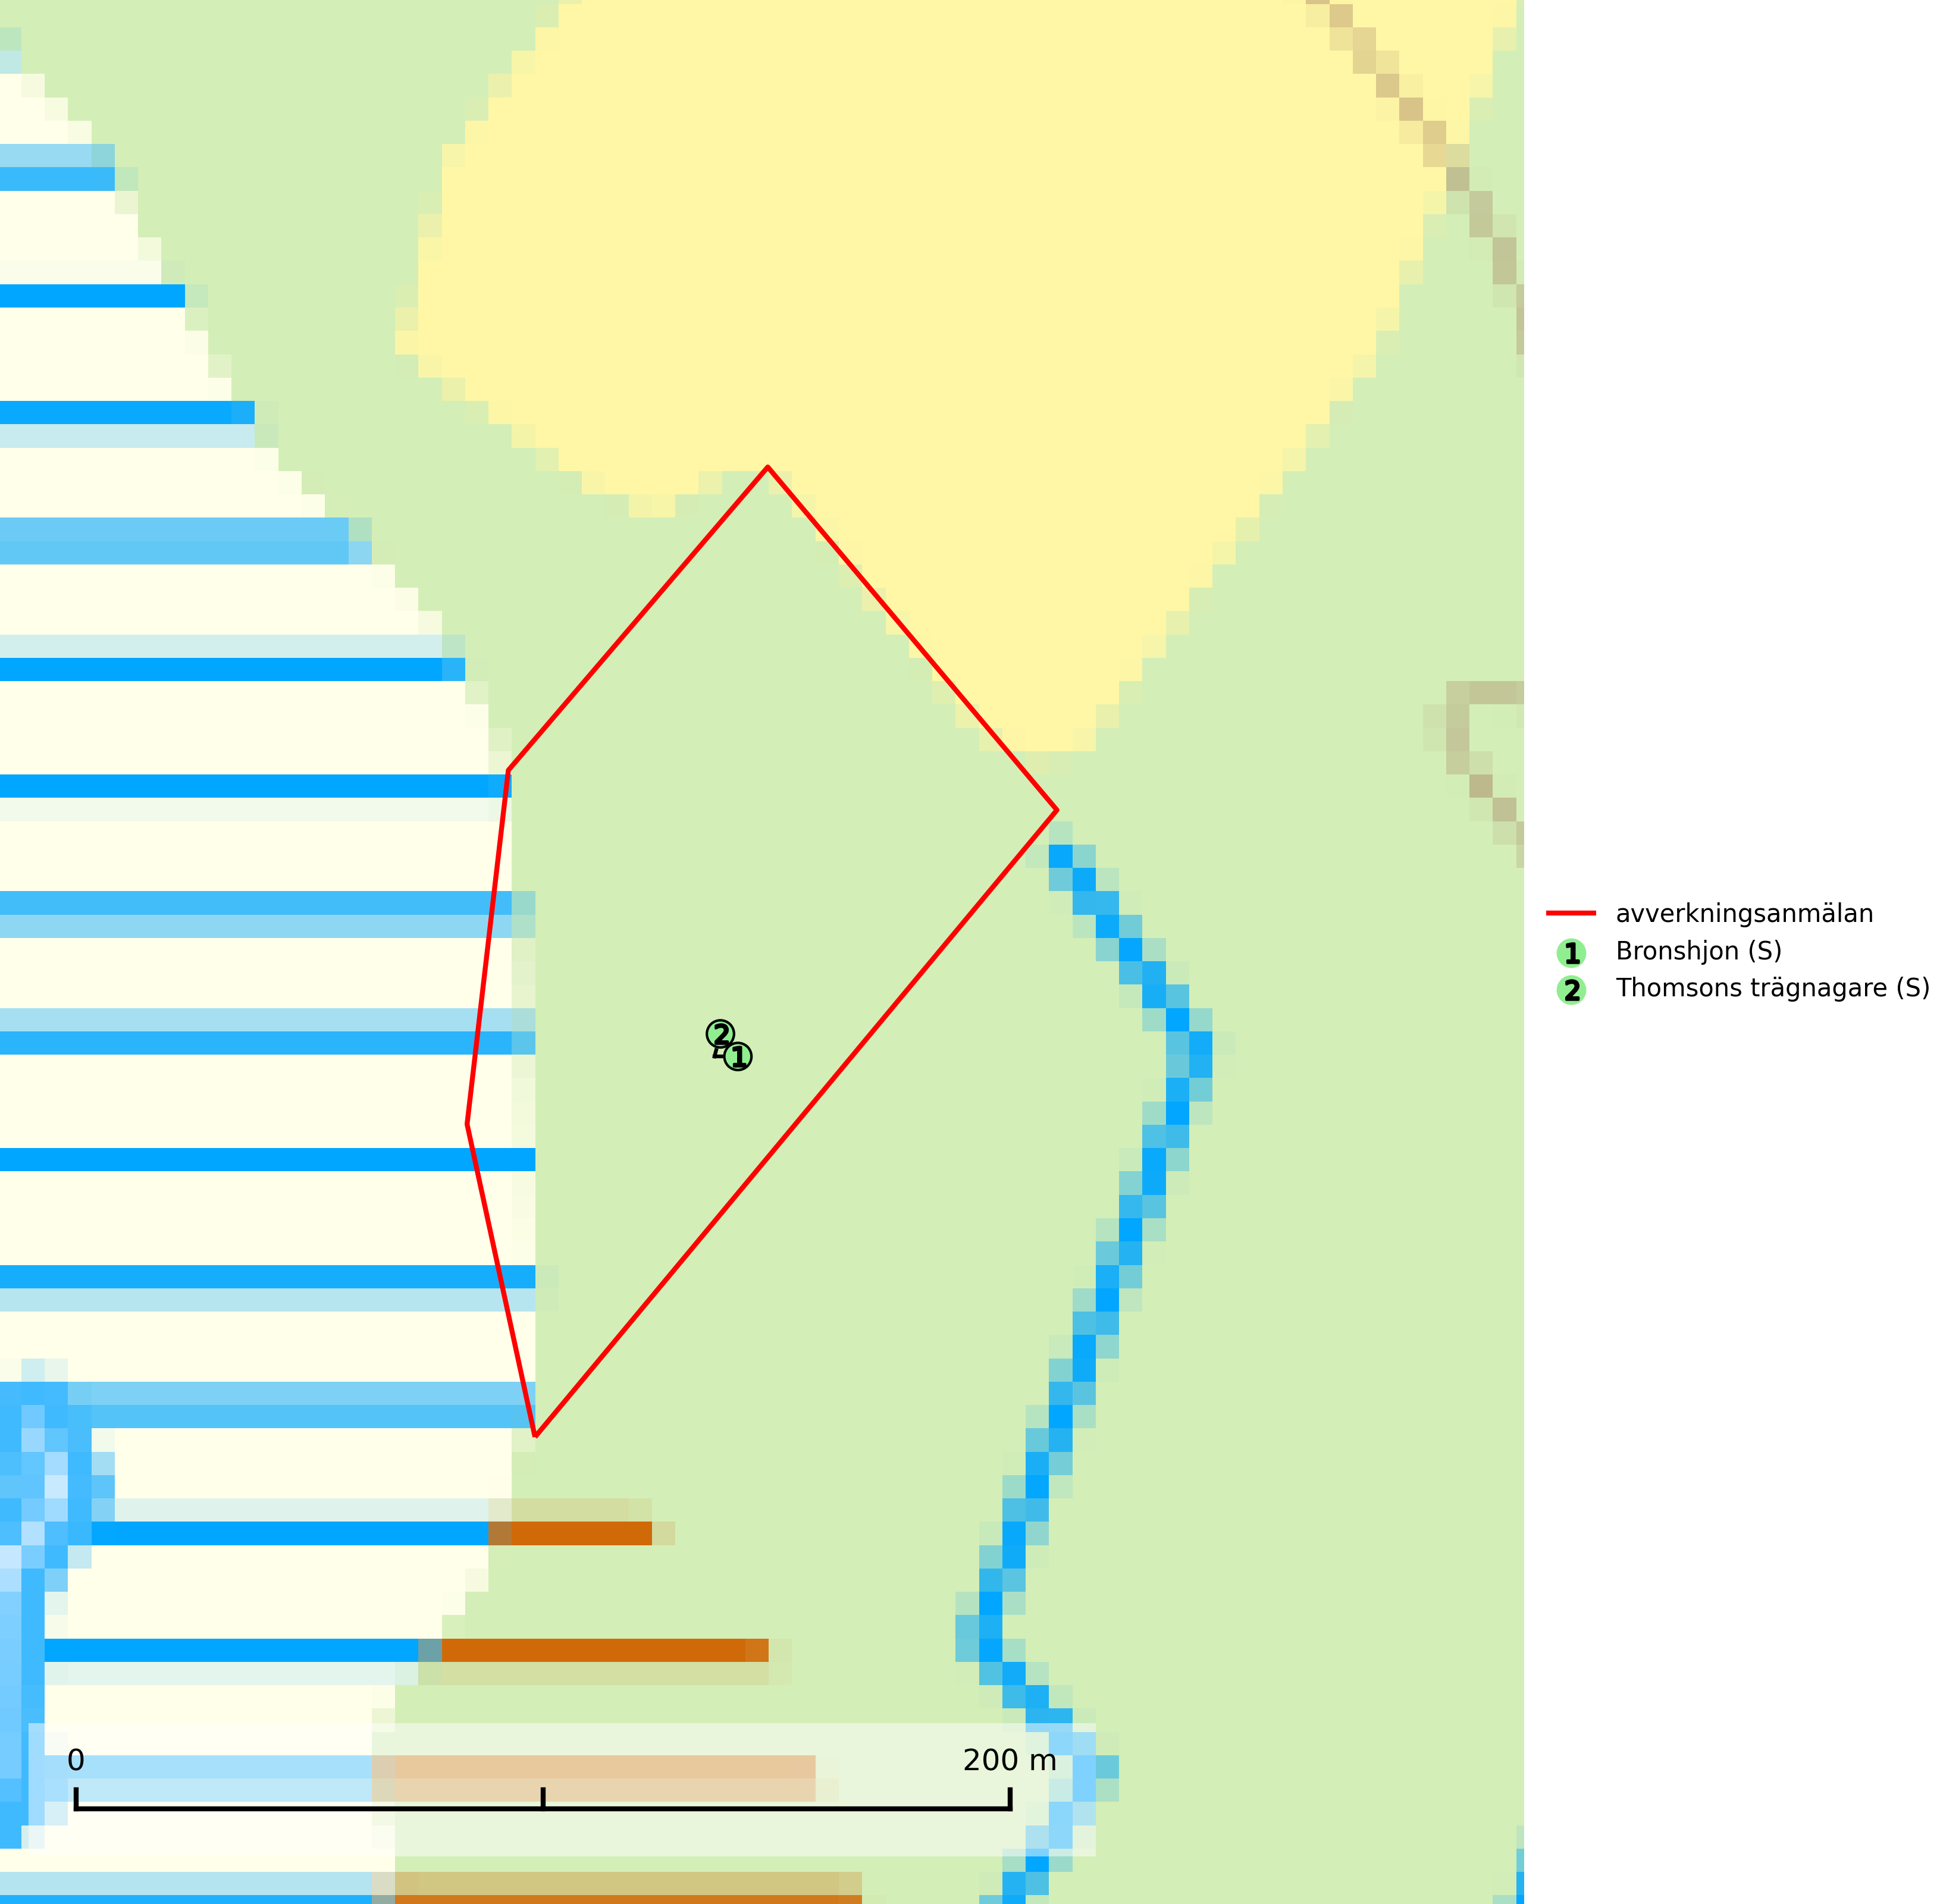 avverkningsanmälan
1 Bronshjon (S)
2 Thomsons trägnagare (S)
2
1
0 200 m